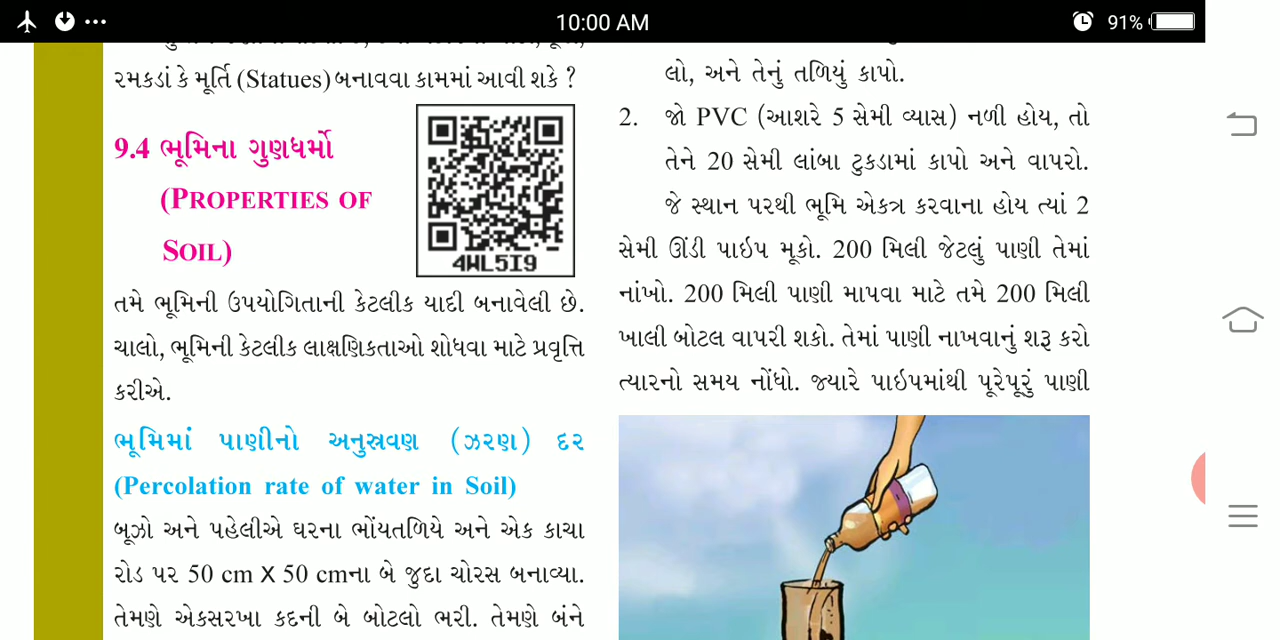 10:00 AM
91%
રમકડાં કે મૂર્તિ (Statues) બનાવવા કામમાં આવી શકે ?
9.4 ભૂમિના ગુણધર્મો
(PROPERTIES OF
SOIL)
4WL5I9
તમે ભૂમિની ઉપયોગિતાની કેટલીક યાદી બનાવેલી છે.
ચાલો, ભૂમિની કેટલીક લાક્ષણિકતાઓ શોધવા માટે પ્રવૃત્તિ
કરીએ.
ભૂમિમાં પાણીનો અનુસ્રવણ (ઝરણ) દર
(Percolation rate of water in Soil)
બૂઝો અને પહેલીએ ઘરના ભોંયતળિયે અને એક કાચા
રોડ પર 50 cm X 50 cmના બે જુદા ચોરસ બનાવ્યા.
તેમણે એકસરખા કદની બે બોટલો ભરી. તેમણે બંને
લો, અને તેનું તળિયું કાપો.
2. જો PVC (આશરે 5 સેમી વ્યાસ) નળી હોય, તો
તેને 20 સેમી લાંબા ટુકડામાં કાપો અને વાપરો.
જે સ્થાન પરથી ભૂમિ એકત્ર કરવાના હોય ત્યાં 2
સેમી ઊંડી પાઇપ મૂકો. 200 મિલી જેટલું પાણી તેમાં
નાંખો. 200 મિલી પાણી માપવા માટે તમે 200 મિલી
ખાલી બોટલ વાપરી શકો. તેમાં પાણી નાખવાનું શરૂ કરો
ત્યારનો સમય નોંધો. જ્યારે પાઇપમાંથી પૂરેપૂરું પાણી